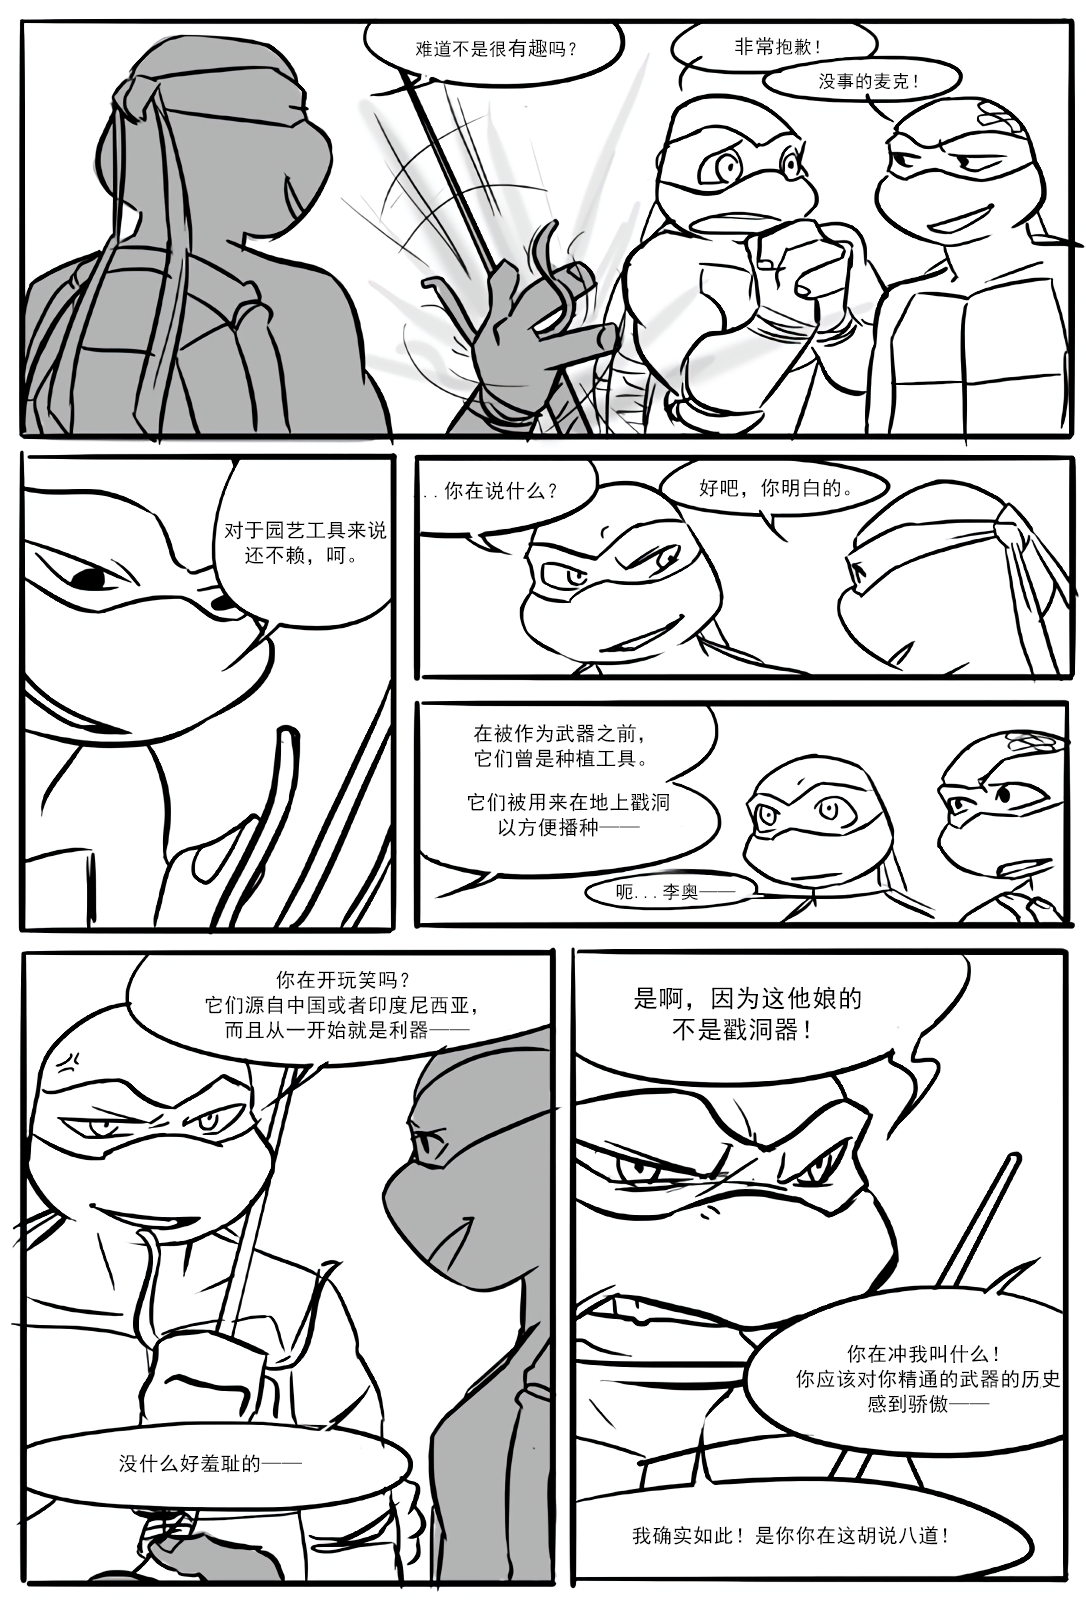 难道不是很有趣吗？
非常抱歉！
没事的麦克！
对于园艺工具来说
还不赖，呵。
...你在说什么？
好吧，你明白的。
在被作为武器之前，
它们曾是种植工具。
它们被用来在地上戳洞
以方便播种——
呃...李奥——
你在开玩笑吗？
它们源自中国或者印度尼西亚，
而且从一开始就是利器——
没什么好羞耻的——
是啊，因为这他娘的
不是戳洞器！
你在冲我叫什么！
你应该对你精通的武器的历史
感到骄傲——
我确实如此！是你你在这胡说八道！